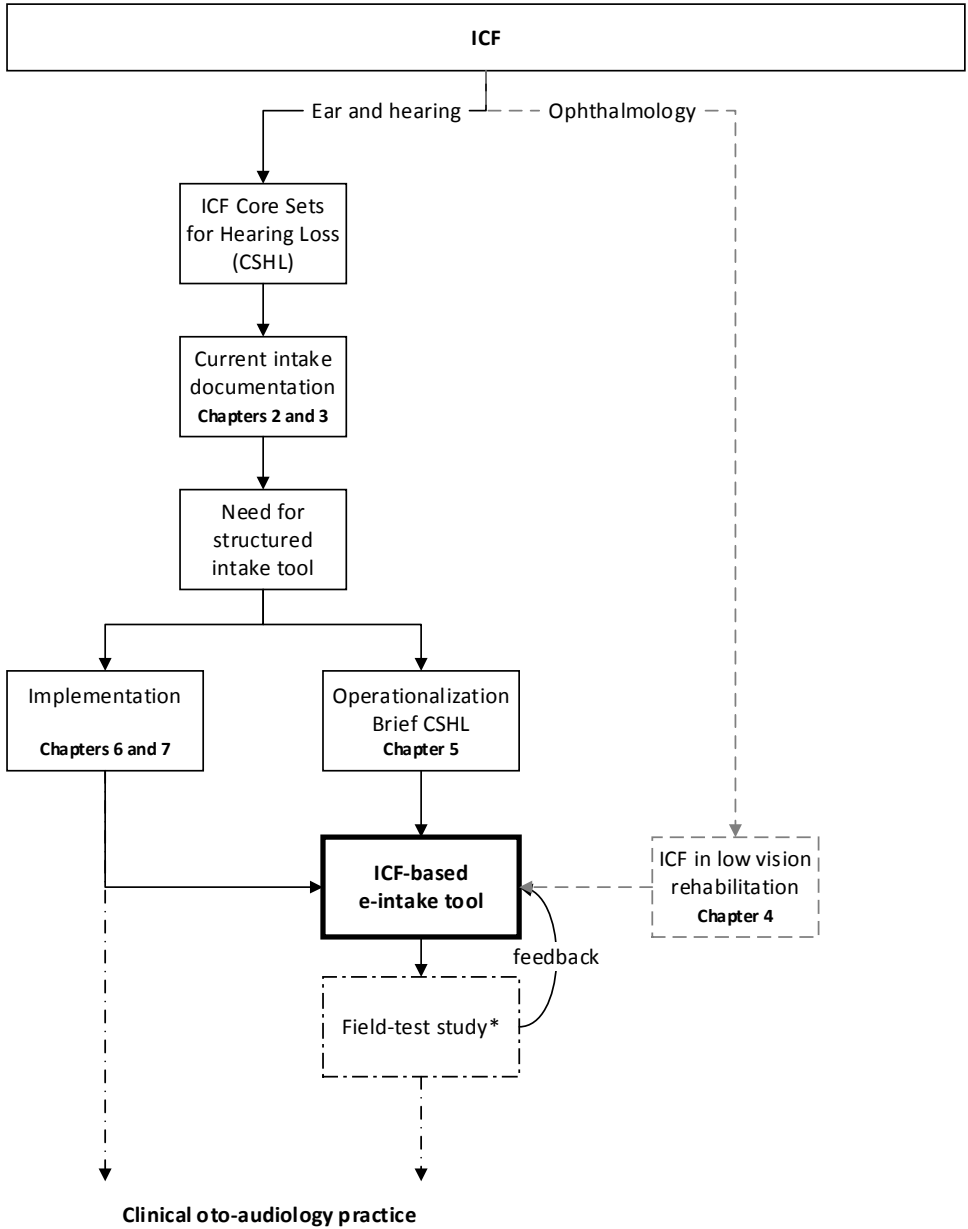 ICF
Ear and hearing
Ophthalmology
ICF Core Sets
for Hearing Loss
(CSHL)
Current intake
documentation
Chapters 2 and 3
Need for
structured
intake tool
Implementation
Chapters 6 and 7
Operationalization
Brief CSHL
Chapter 5
ICF-based
e-intake tool
ICF in low vision
rehabilitation
Chapter 4
feedback
Field-test study*
Clinical oto-audiology practice